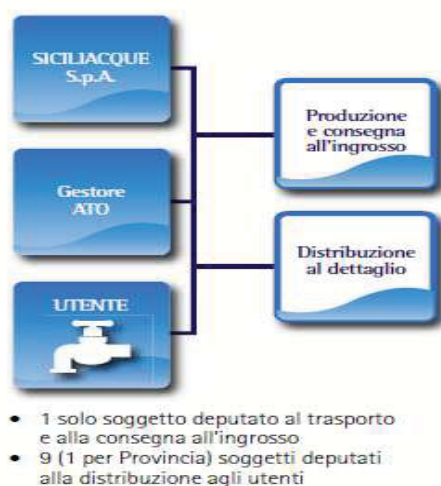 SICILIACQUE
S.p.A.
Produzione
e consegna
all'ingrosso
Gestore
ATO
Distribuzione
al dettaglio
UTENTE
• 1 solo soggetto deputato al trasporto
e alla consegna all'ingrosso
• 9 (1 per Provincia) soggetti deputati
alla distribuzione agli utenti